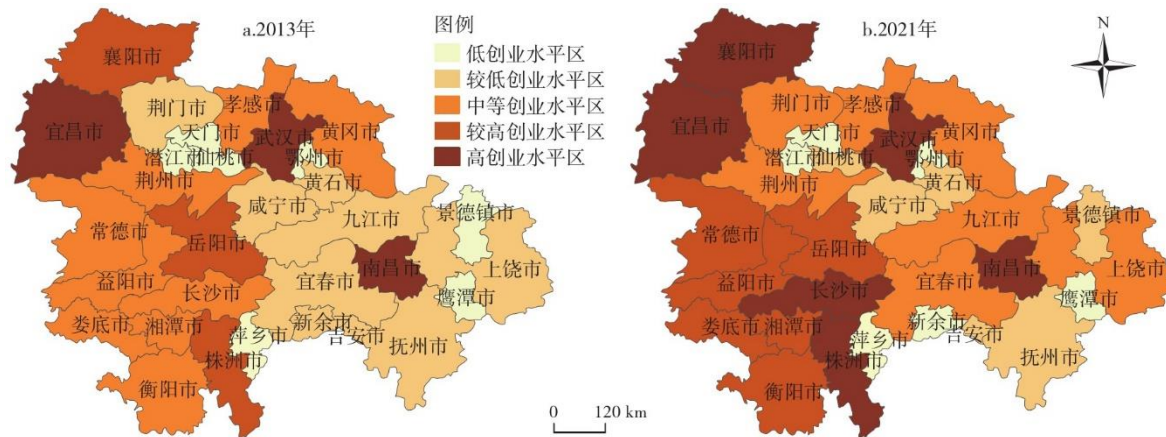 a.2013年
图例
低创业水平区
较低创业水平区
中等创业水平区
较高创业水平区
高创业水平区
襄阳市
荆门市
孝感市
宜昌市
天门市
武汉市
黄冈市
潜江市
仙桃市
鄂州市
荆州市
黄石市
咸宁市
九江市
景德镇市
常德市
岳阳市
南昌市
上饶市
益阳市
长沙市
宜春市
鹰潭市
娄底市
湘潭市
萍乡市
新余市
吉安市
株洲市
抚州市
衡阳市
0 120 km
b.2021年
N
襄阳市
荆门市
孝感市
宜昌市
天门市
武汉市
黄冈市
潜江市
仙桃市
鄂州市
荆州市
黄石市
咸宁市
九江市
景德镇市
常德市
岳阳市
南昌市
上饶市
益阳市
长沙市
宜春市
鹰潭市
娄底市
湘潭市
萍乡市
新余市
吉安市
株洲市
抚州市
衡阳市